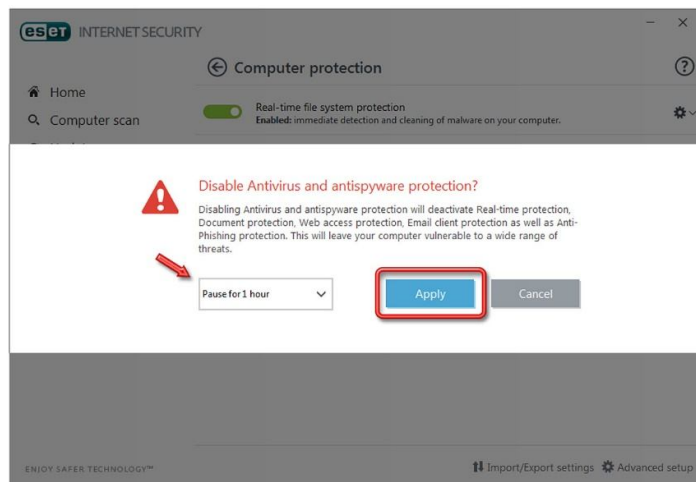 eset INTERNET SECURITY
Computer protection
?
Home
Computer scan
Real-time file system protection
Enabled: immediate detection and cleaning of malware on your computer.
Disable Antivirus and antispyware protection?
Disabling Antivirus and antispyware protection will deactivate Real-time protection,
Document protection, Web access protection, Email client protection as well as Anti-
Phishing protection. This will leave your computer vulnerable to a wide range of
threats.
Pause for 1 hour
Apply
Cancel
ENJOY SAFER TECHNOLOGY™
Import/Export settings
Advanced setup